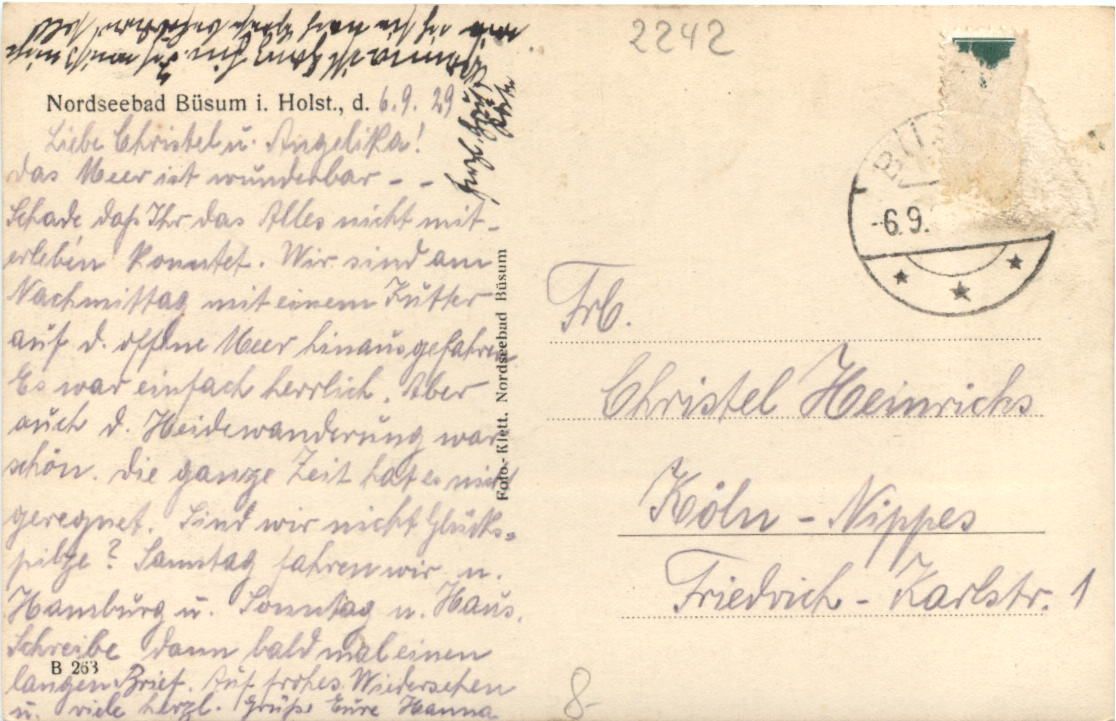 2242
Nordseebad Büsum i. Holst., d. 6.9.29
Liebe Christel u. Angelika!
das Meer ist wunderbar - -
Schade daß Ihr das Alles nicht mit-
erleben konntet. Wir sind am
Nachmittag mit einem Kutter
auf d. offene Meer hinausgefahren
Es war einfach herrlich. Aber
auch d. Heidewanderung war
schön. die ganze Zeit hat es nicht
geregnet. Sind wir nicht Glücks-
pilze? Samstag fahren wir n.
Hamburg u. Sonntag n. Haus.
Schreibe dann bald mal einen
langen Brief. Auf frohes Wiedersehen
u. viele herzl. Grüße Eure Hanna
B 263
Foto.-Klett, Nordseebad Büsum
BÜ
-6.9.
Frl.
Christel Heinrichs
Köln - Nippes
Friedrich - Karlstr. 1
8-